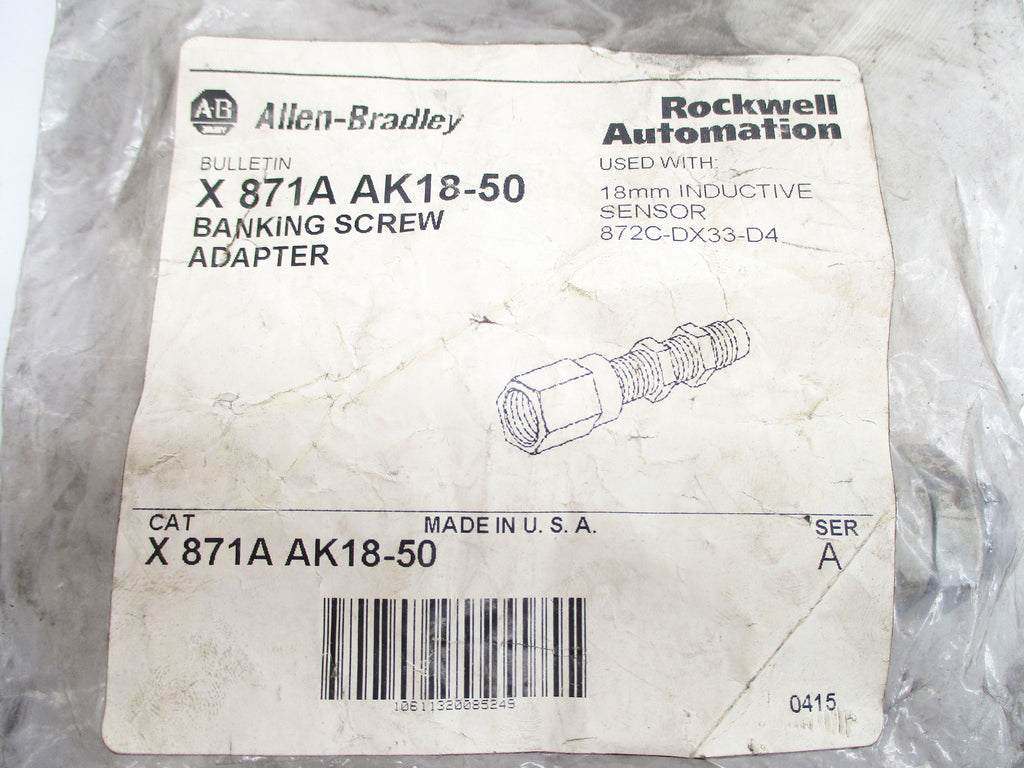 AB
Allen-Bradley
Rockwell
Automation
BULLETIN
X 871A AK18-50
BANKING SCREW
ADAPTER
USED WITH:
18mm INDUCTIVE
SENSOR
872C-DX33-D4
CAT
MADE IN U. S. A.
SER
X 871A AK18-50
A
10611320085249
0415